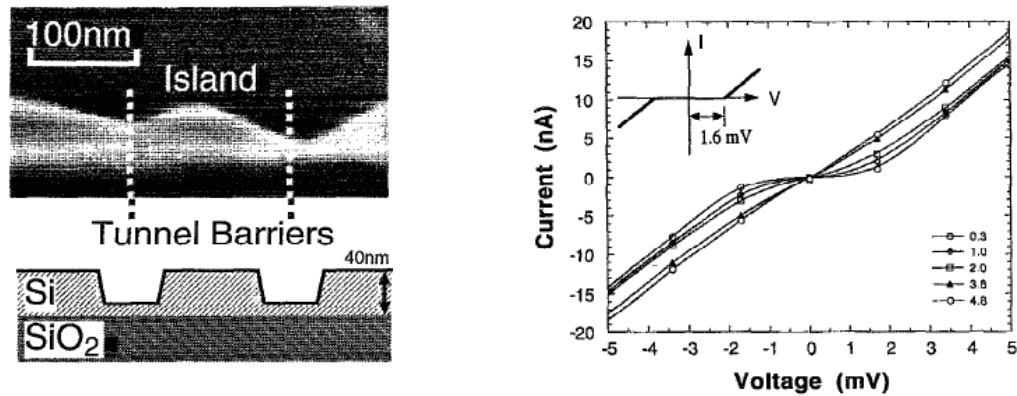 100nm
Island
Tunnel Barriers
40nm
Si
SiO2
Current (nA)
20
15
10
5
0
-5
-10
-15
-20
I
V
1.6 mV
0.3
1.0
2.0
3.8
4.8
-5 -4 -3 -2 -1 0 1 2 3 4 5
Voltage (mV)